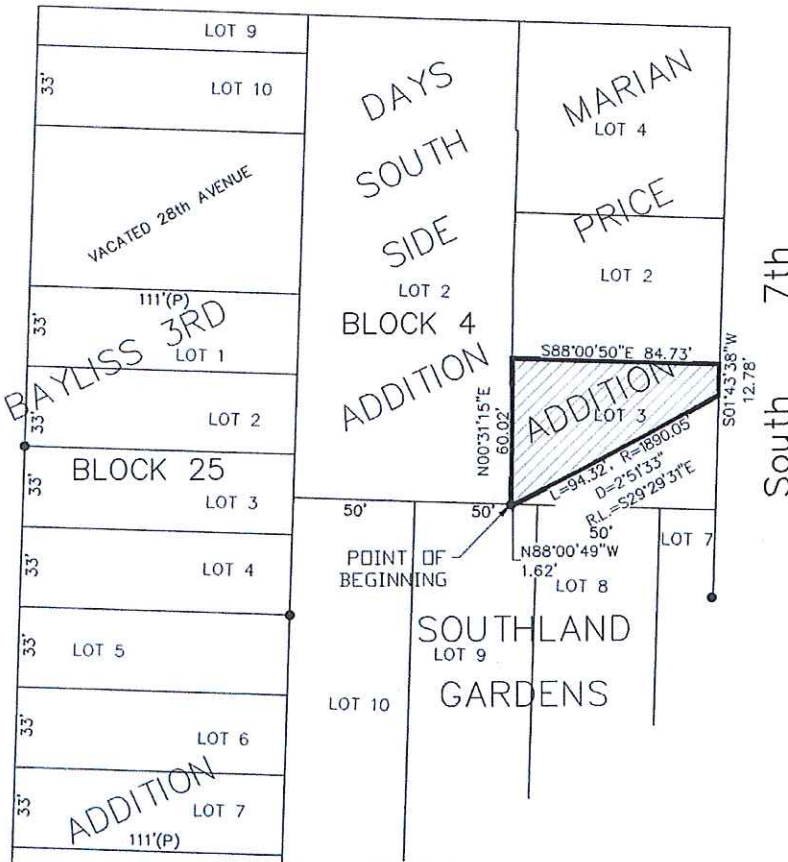 LOT 9
33'
LOT 10
VACATED 28th AVENUE
111'(P)
33'
LOT 1
33'
LOT 2
BAYLISS 3RD
BLOCK 25
33'
LOT 3
33'
LOT 4
33'
LOT 5
33'
LOT 6
33'
LOT 7
ADDITION
111'(P)
DAYS
SOUTH
SIDE
LOT 2
BLOCK 4
ADDITION
MARIAN
LOT 4
PRICE
LOT 2
S88°00'50"E 84.73'
ADDITION
LOT 3
N00°31'15"E
60.02'
S01°43'38"W
12.78'
L=94.32', R=1890.05'
D=2°51'33"
R.L.=S29°29'31"E
South 7th
50'
50'
50'
POINT OF
BEGINNING
N88°00'49"W
1.62'
LOT 7
LOT 8
SOUTHLAND
LOT 9
GARDENS
LOT 10